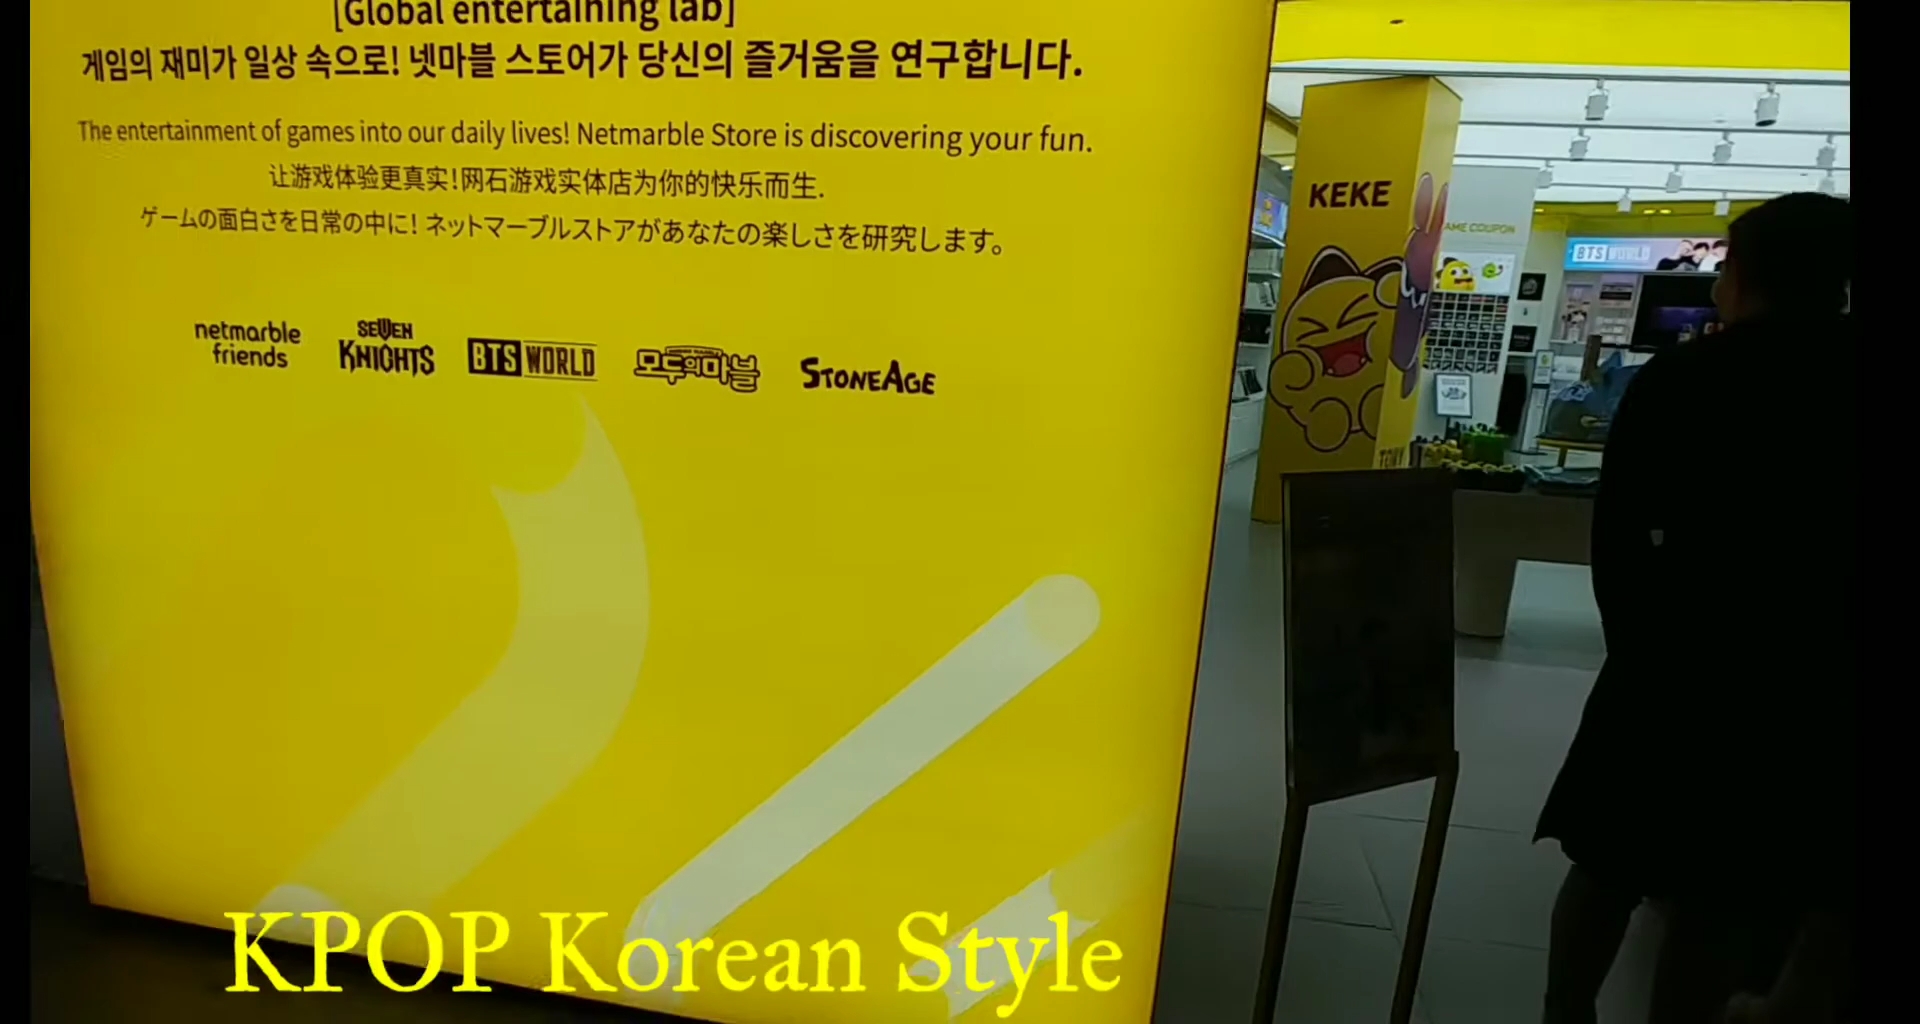 [Global entertaining lab]
게임의 재미가 일상 속으로! 넷마블 스토어가 당신의 즐거움을 연구합니다.
The entertainment of games into our daily lives! Netmarble Store is discovering your fun.
让游戏体验更真实!网石游戏实体店为你的快乐而生.
ゲームの面白さを日常の中に! ネットマーブルストアがあなたの楽しさを研究します。
netmarble
friends
SEVEN
KNIGHTS
BTS WORLD
모두의마블
STONEAGE
KEKE
GAME COUPON
BTS WORLD
TONY
KPOP Korean Style